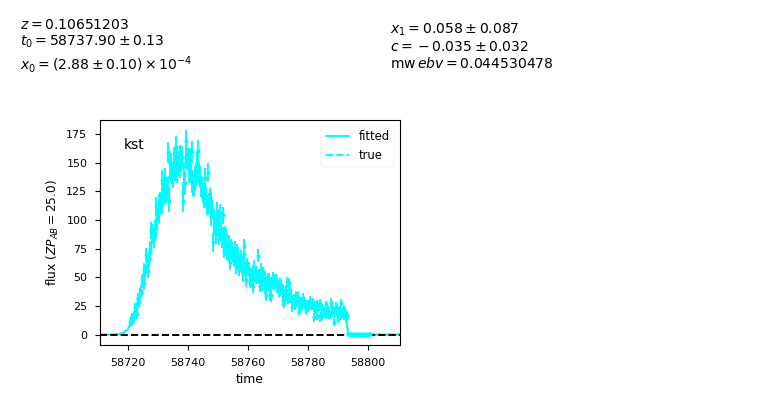 z = 0.10651203
t₀ = 58737.90 ± 0.13
x₀ = (2.88 ± 0.10) × 10⁻⁴
x₁ = 0.058 ± 0.087
c = −0.035 ± 0.032
mw ebv = 0.044530478
kst
fitted
true
175
150
125
100
75
50
25
0
flux (ZP_AB = 25.0)
58720 58740 58760 58780 58800
time